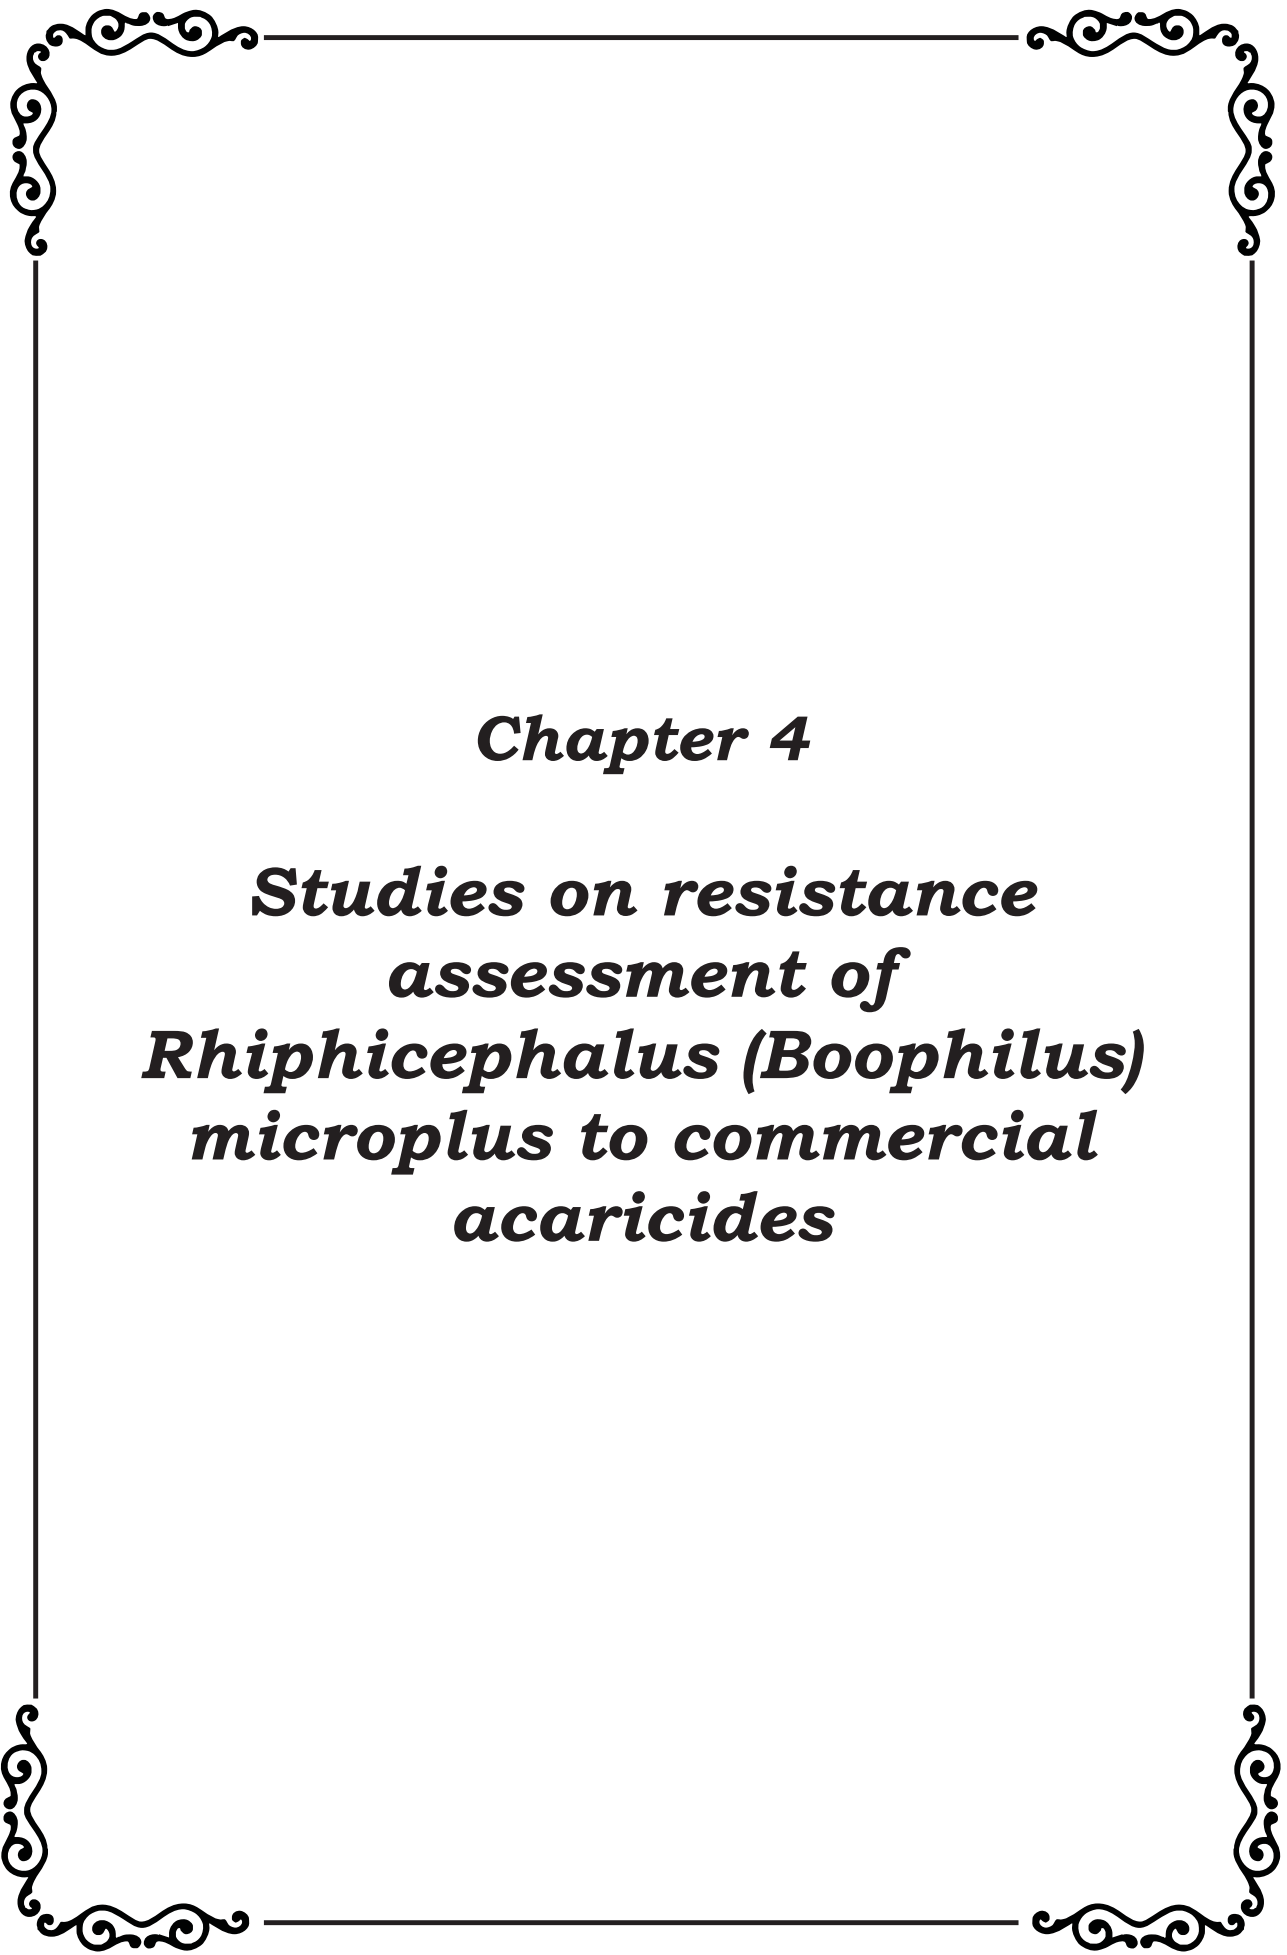 Chapter 4
Studies on resistance
assessment of
Rhiphicephalus (Boophilus)
microplus to commercial
acaricides